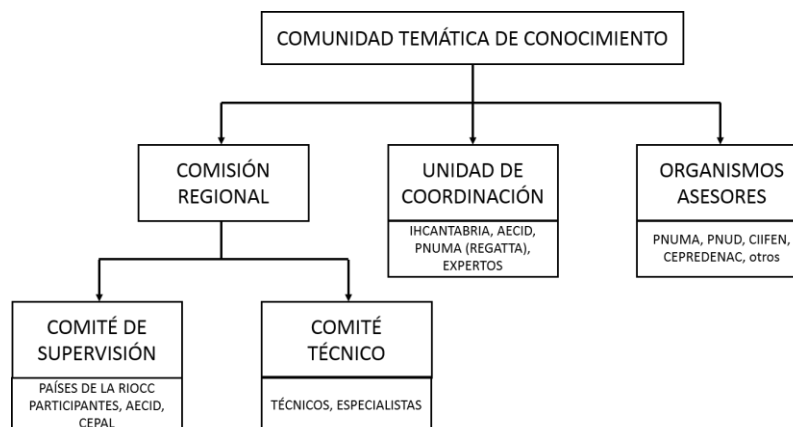 COMUNIDAD TEMÁTICA DE CONOCIMIENTO
COMISIÓN
REGIONAL
UNIDAD DE
COORDINACIÓN
IHCANTABRIA, AECID,
PNUMA (REGATTA),
EXPERTOS
ORGANISMOS
ASESORES
PNUMA, PNUD, CIIFEN,
CEPREDENAC, otros
COMITÉ DE
SUPERVISIÓN
PAÍSES DE LA RIOCC
PARTICIPANTES, AECID,
CEPAL
COMITÉ
TÉCNICO
TÉCNICOS, ESPECIALISTAS